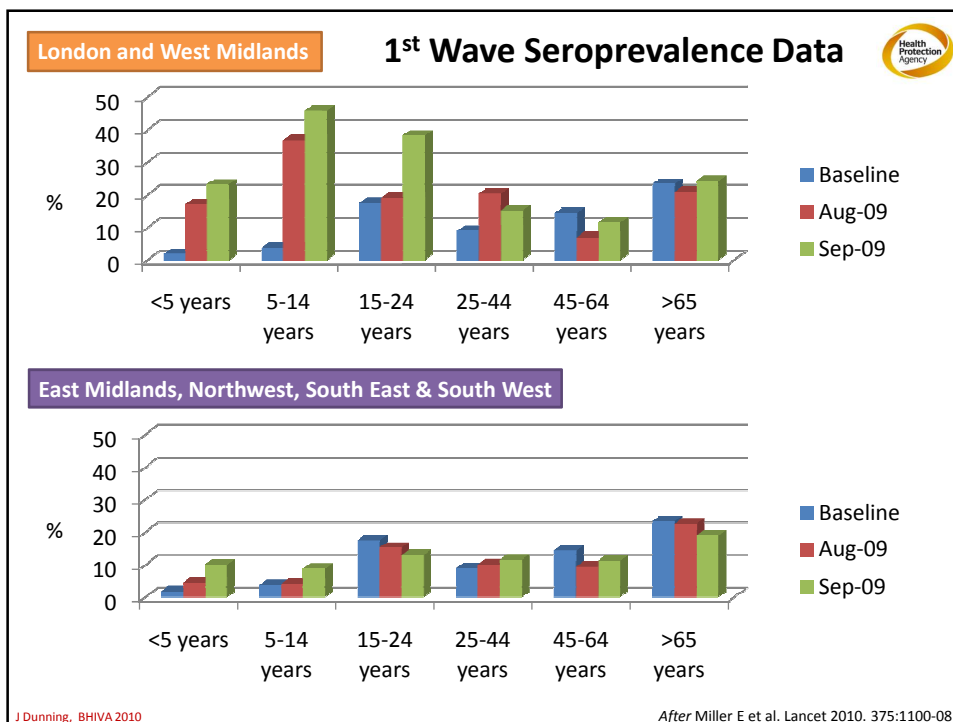 London and West Midlands
1st Wave Seroprevalence Data
Health
Protection
Agency
50
40
30
20
10
0
%
<5 years
5-14
years
15-24
years
25-44
years
45-64
years
>65
years
Baseline
Aug-09
Sep-09
East Midlands, Northwest, South East & South West
50
40
30
20
10
0
%
<5 years
5-14
years
15-24
years
25-44
years
45-64
years
>65
years
Baseline
Aug-09
Sep-09
J Dunning, BHIVA 2010
After Miller E et al. Lancet 2010. 375:1100-08